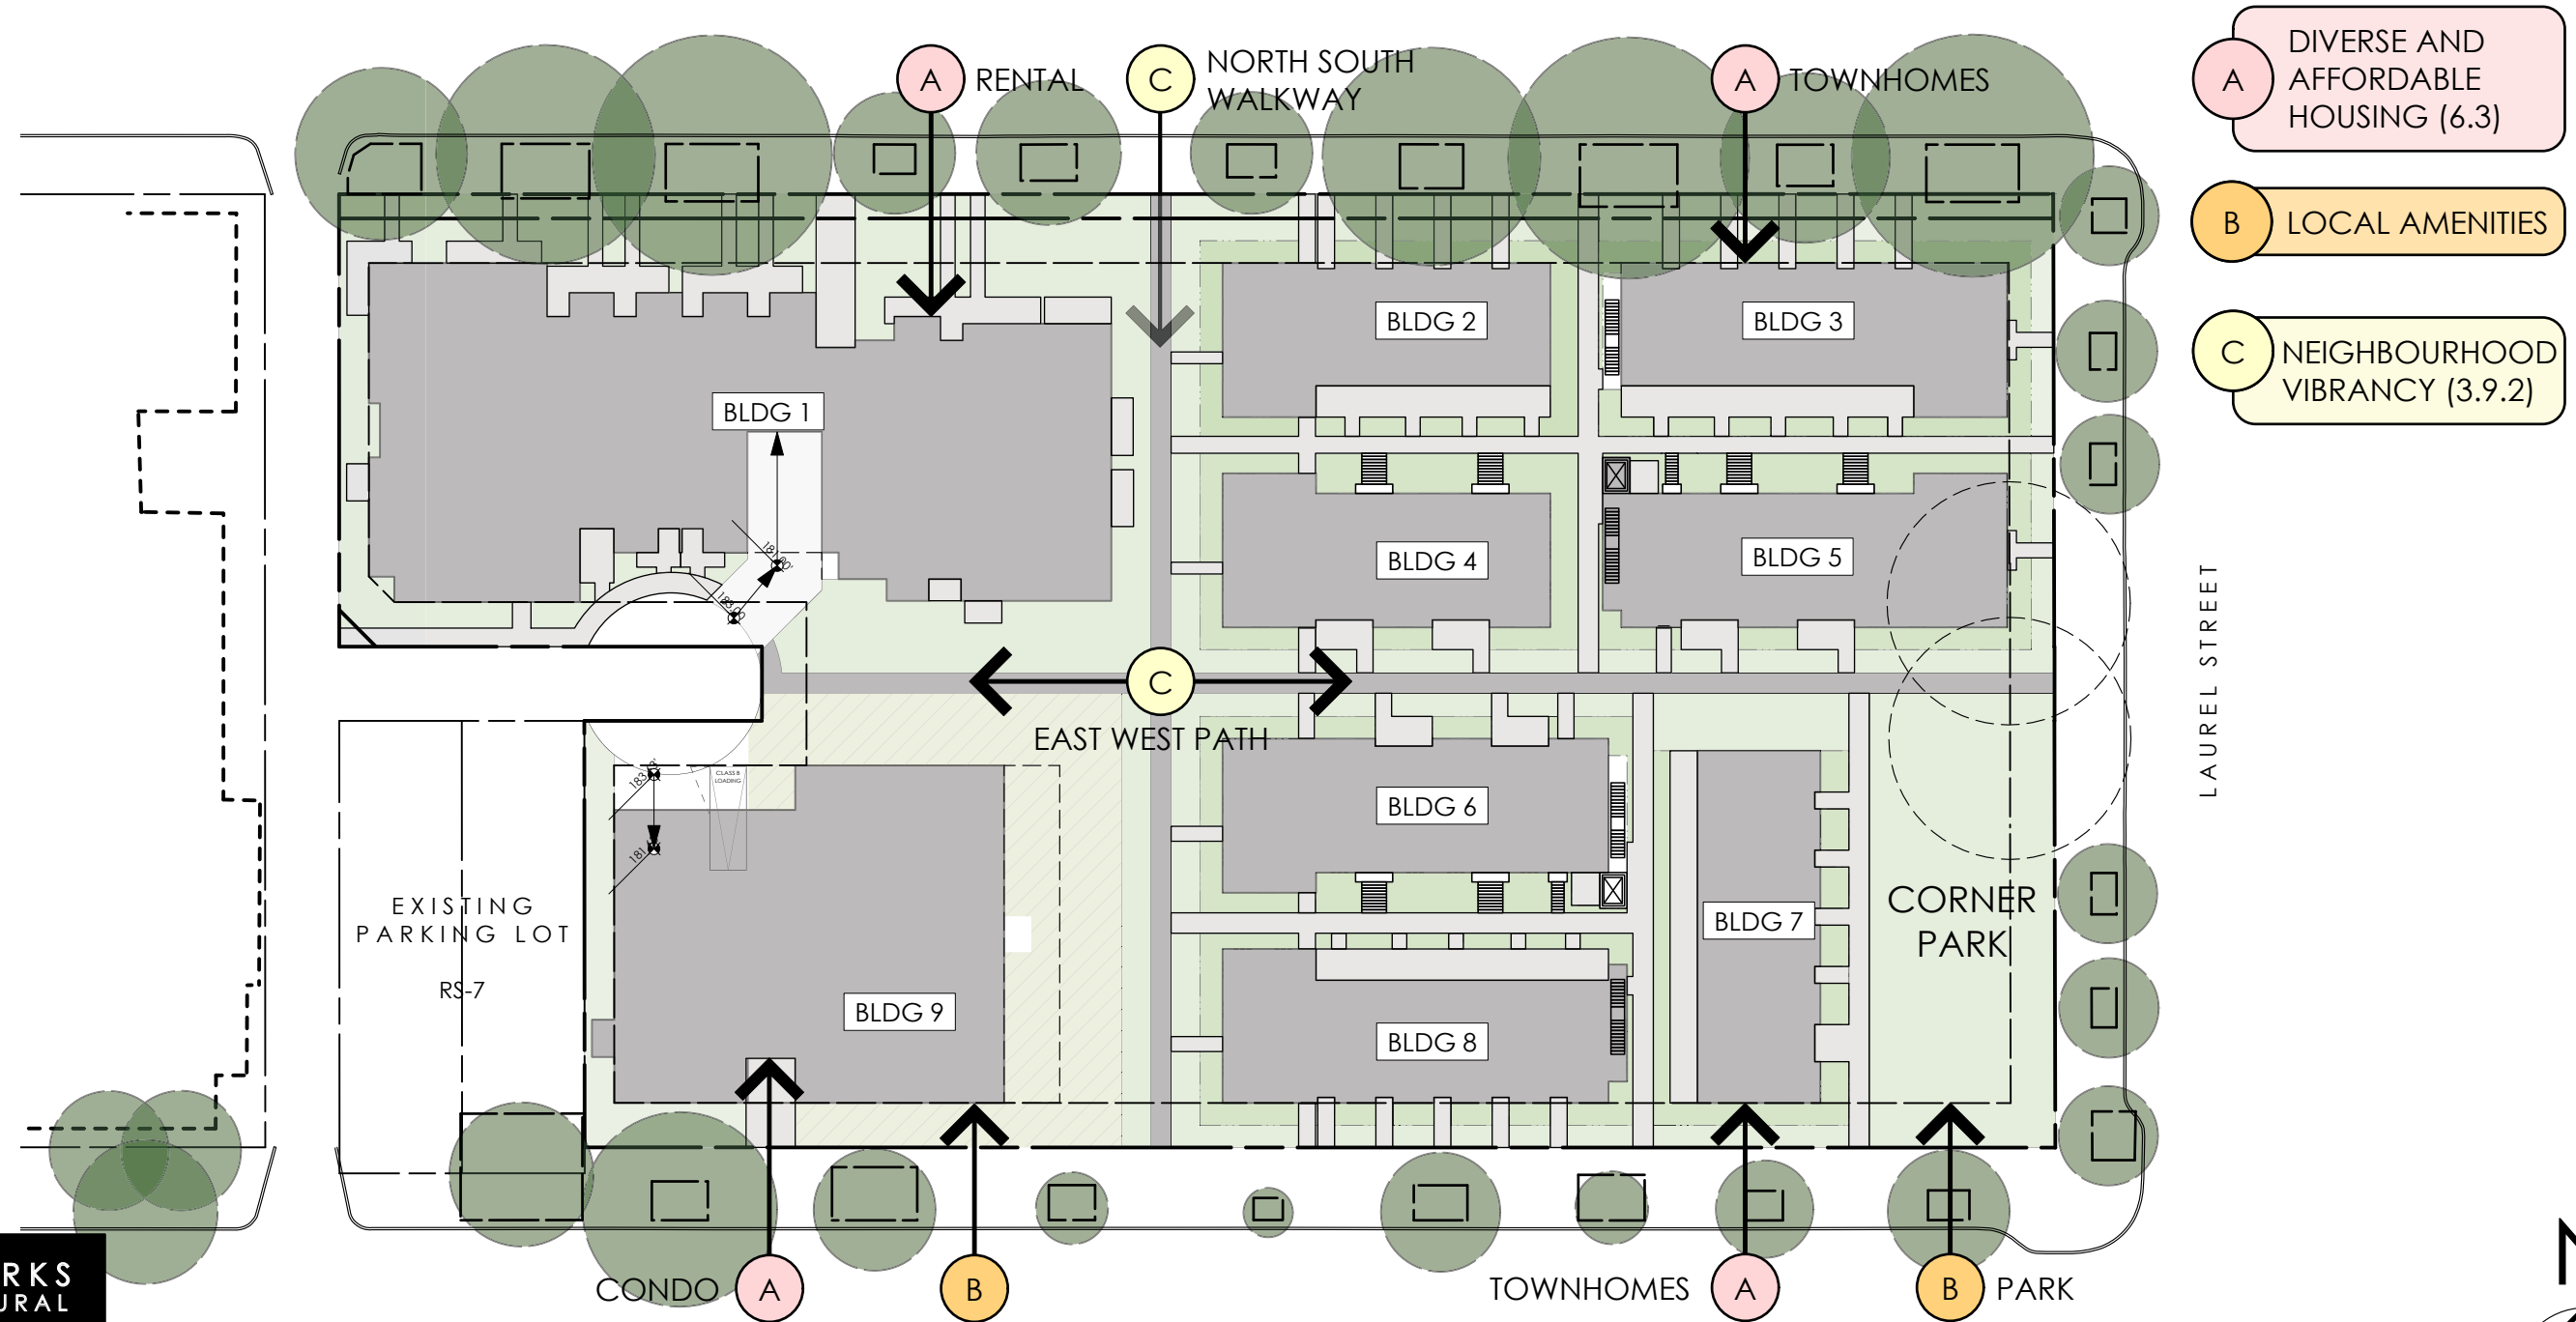 A RENTAL
C NORTH SOUTH
WALKWAY
A TOWNHOMES
A DIVERSE AND
AFFORDABLE
HOUSING (6.3)
B LOCAL AMENITIES
C NEIGHBOURHOOD
VIBRANCY (3.9.2)
BLDG 1
BLDG 2
BLDG 3
BLDG 4
BLDG 5
C
EAST WEST PATH
LAUREL STREET
CLASS B
LOADING
BLDG 6
BLDG 7
CORNER
PARK
EXISTING
PARKING LOT
RS-7
BLDG 9
BLDG 8
RKS
URAL
CONDO A
B
TOWNHOMES A
B PARK
N